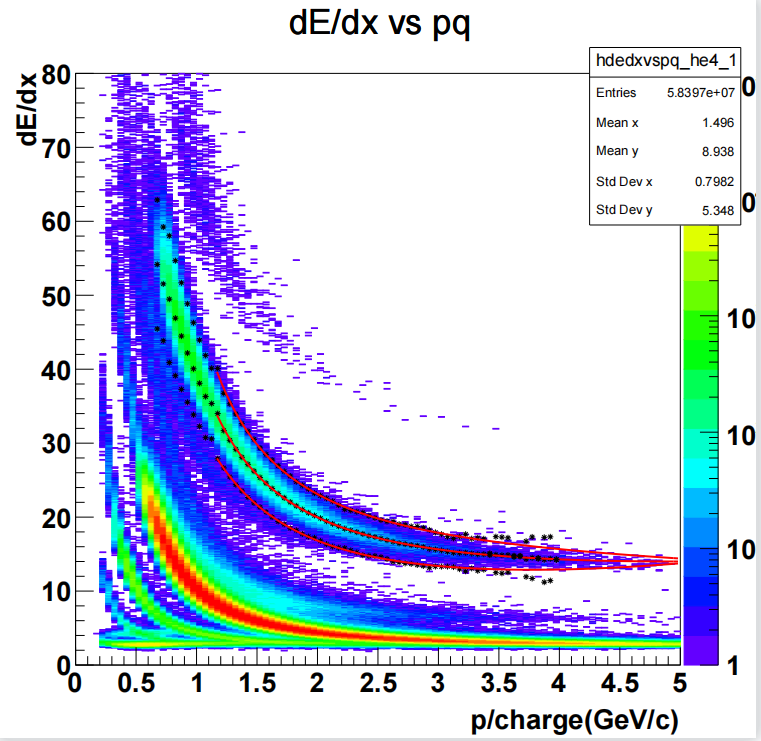 dE/dx vs pq
hdedxvspq_he4_1
Entries 5.8397e+07
Mean x 1.496
Mean y 8.938
Std Dev x 0.7982
Std Dev y 5.348
dE/dx
80
70
60
50
40
30
20
10
0
0 0.5 1 1.5 2 2.5 3 3.5 4 4.5 5
p/charge(GeV/c)
0
0
10
10
10
1